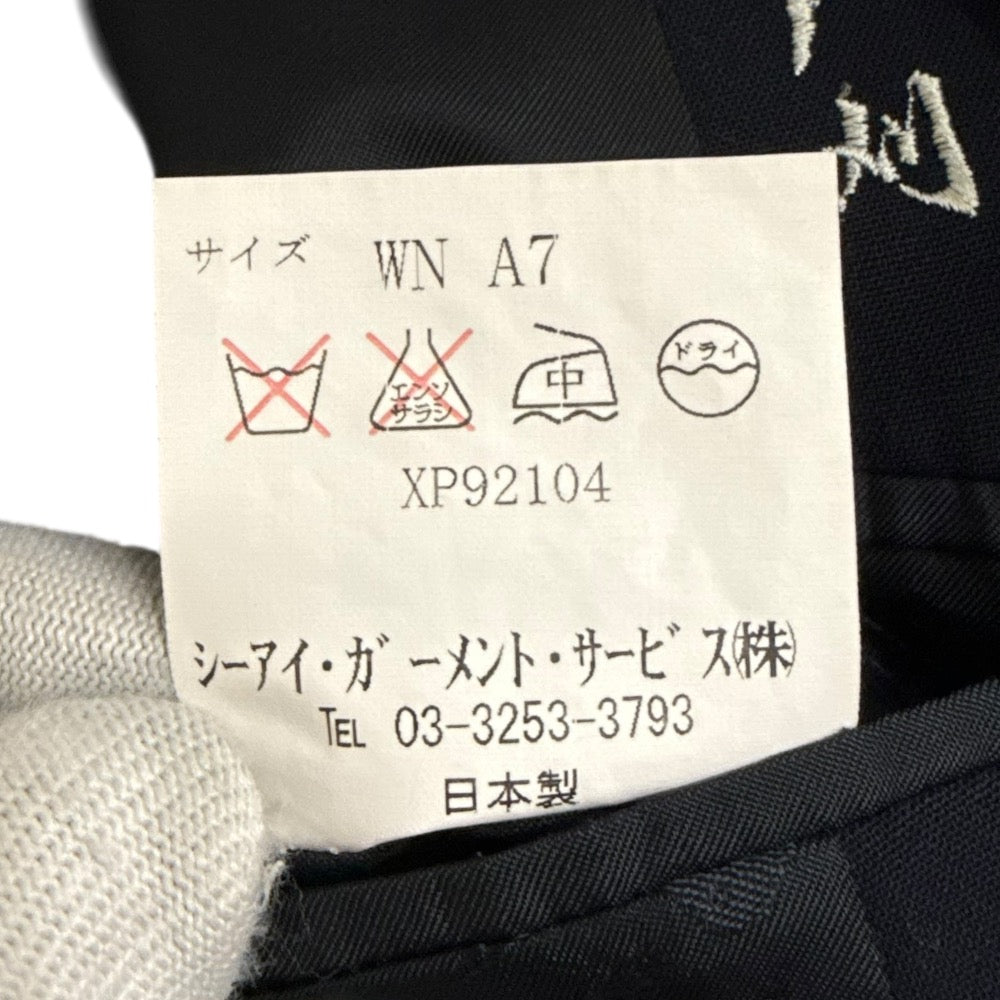 サイズ WN A7
エンソ サラシ 中 ドライ
XP92104
シーアイ・ガーメント・サービス㈱
TEL 03-3253-3793
日本製